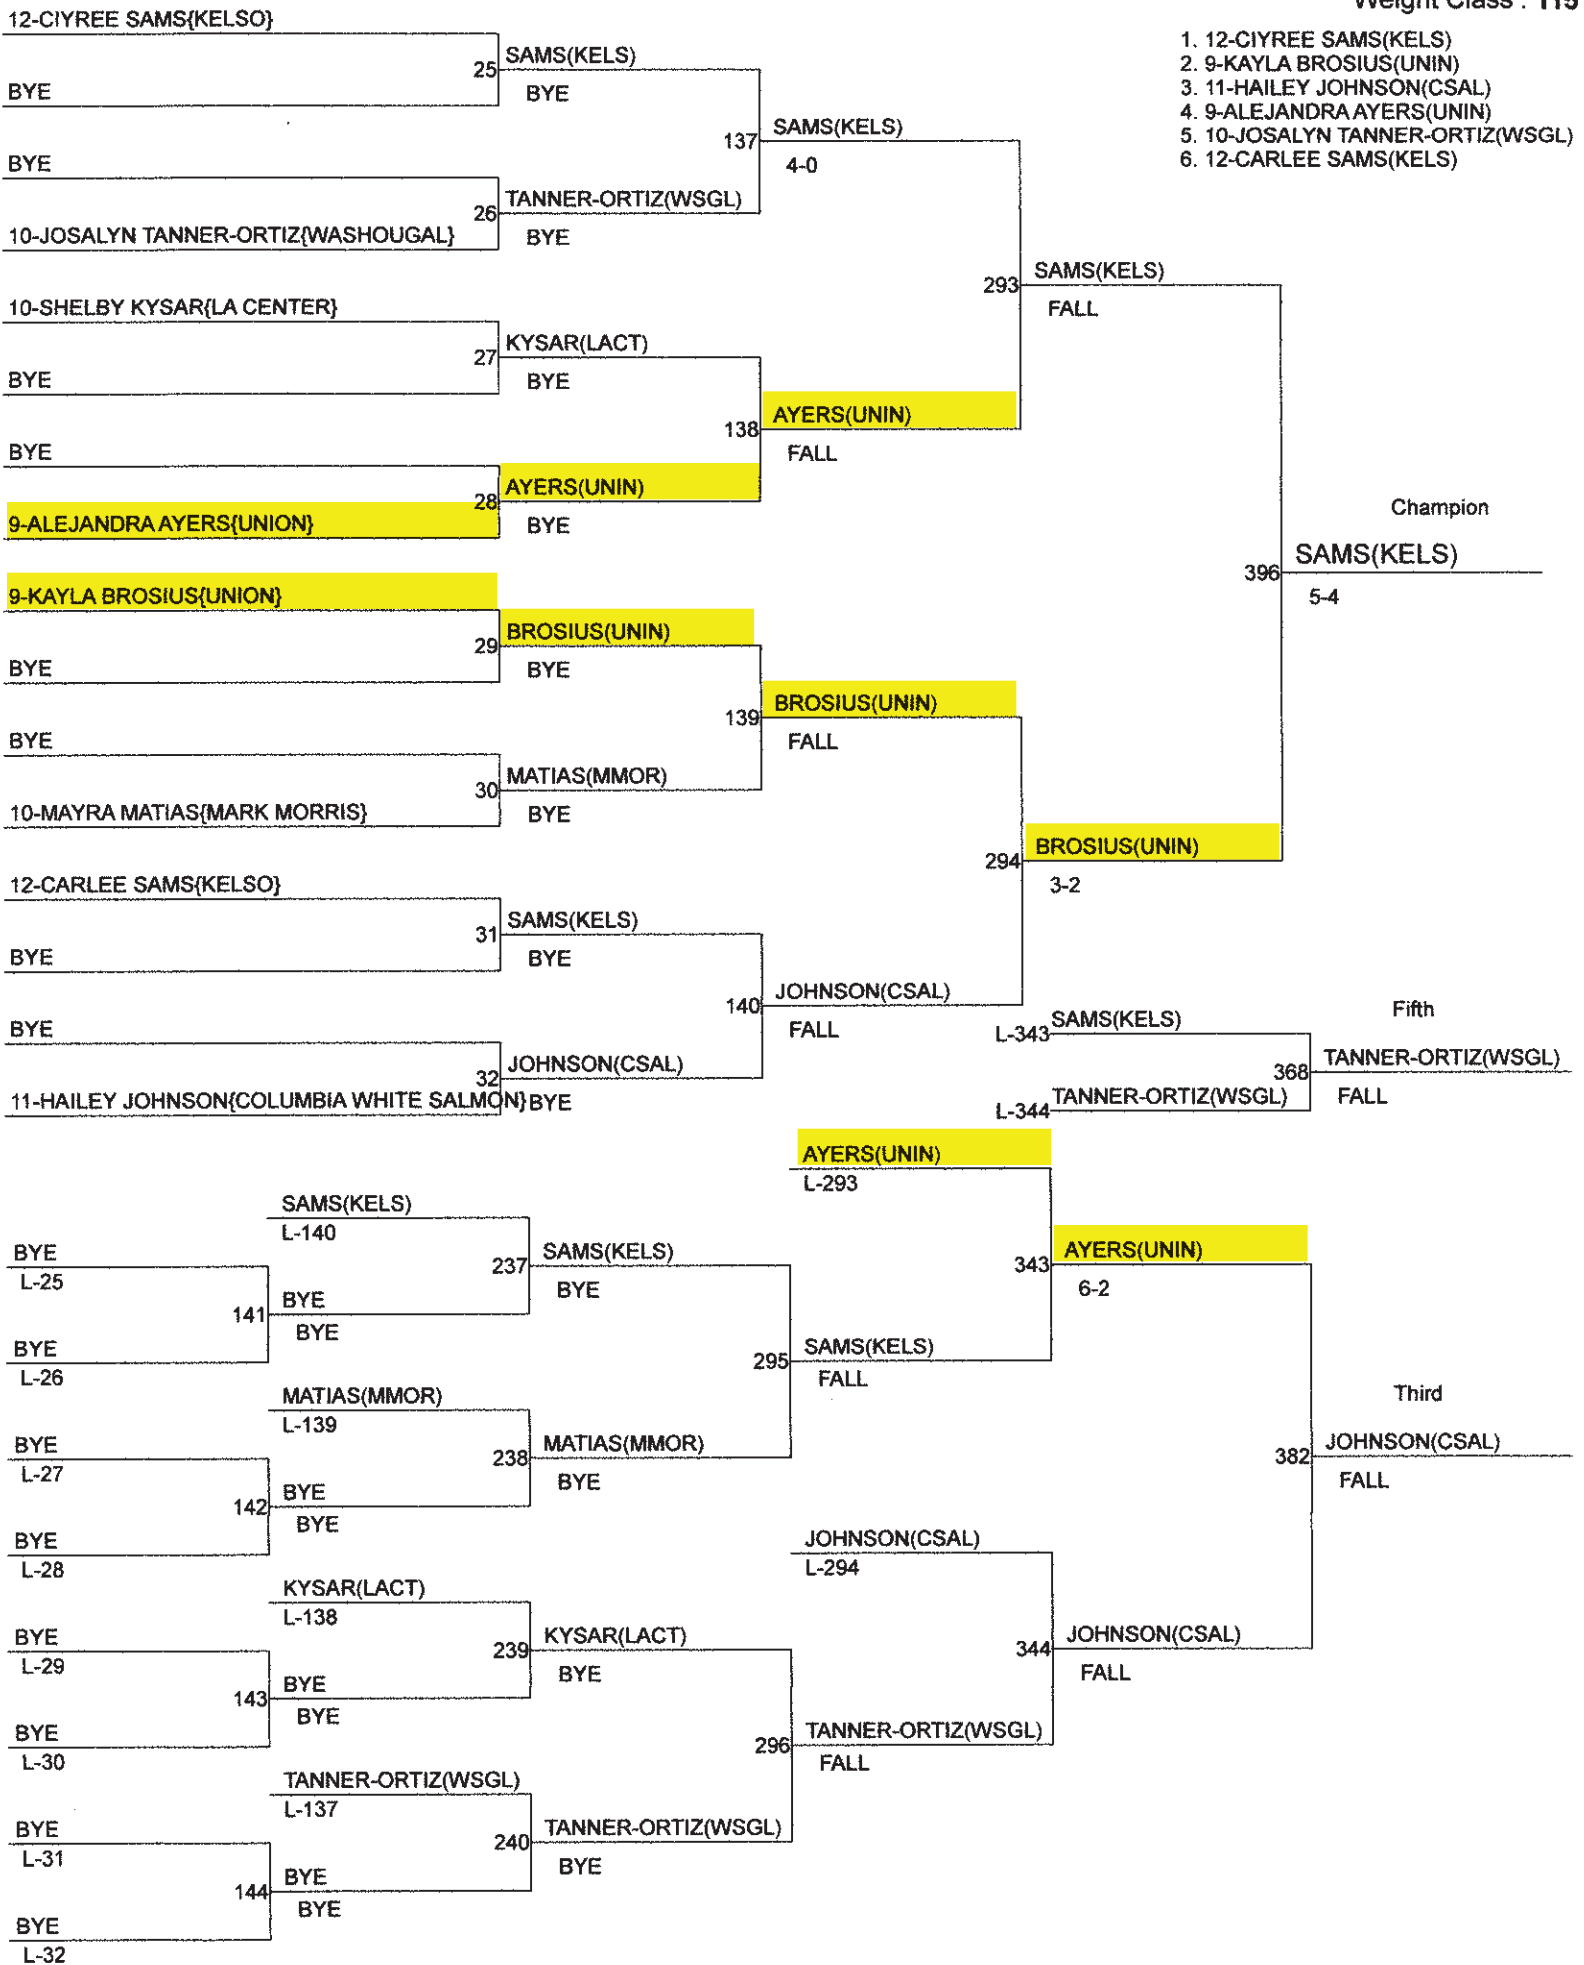 Weight Class : 115
1. 12-CIYREE SAMS(KELS)
2. 9-KAYLA BROSIUS(UNIN)
3. 11-HAILEY JOHNSON(CSAL)
4. 9-ALEJANDRA AYERS(UNIN)
5. 10-JOSALYN TANNER-ORTIZ(WSGL)
6. 12-CARLEE SAMS(KELS)
12-CIYREE SAMS{KELSO}
25 SAMS(KELS)
BYE
BYE
137 SAMS(KELS)
4-0
BYE
26 TANNER-ORTIZ(WSGL)
BYE
10-JOSALYN TANNER-ORTIZ{WASHOUGAL}
293 SAMS(KELS)
FALL
10-SHELBY KYSAR{LA CENTER}
27 KYSAR(LACT)
BYE
BYE
138 AYERS(UNIN)
FALL
BYE
28 AYERS(UNIN)
BYE
9-ALEJANDRA AYERS{UNION}
Champion
396 SAMS(KELS)
5-4
9-KAYLA BROSIUS{UNION}
29 BROSIUS(UNIN)
BYE
BYE
139 BROSIUS(UNIN)
FALL
BYE
30 MATIAS(MMOR)
BYE
10-MAYRA MATIAS{MARK MORRIS}
294 BROSIUS(UNIN)
3-2
12-CARLEE SAMS{KELSO}
31 SAMS(KELS)
BYE
BYE
140 JOHNSON(CSAL)
FALL
BYE
32 JOHNSON(CSAL)
11-HAILEY JOHNSON{COLUMBIA WHITE SALMON} BYE
Fifth
L-343 SAMS(KELS)
368 TANNER-ORTIZ(WSGL)
FALL
L-344 TANNER-ORTIZ(WSGL)
AYERS(UNIN)
L-293
SAMS(KELS)
L-140
BYE
L-25
237 SAMS(KELS)
BYE
343 AYERS(UNIN)
6-2
141 BYE
BYE
BYE
L-26
295 SAMS(KELS)
FALL
MATIAS(MMOR)
L-139
Third
BYE
L-27
238 MATIAS(MMOR)
BYE
382 JOHNSON(CSAL)
FALL
142 BYE
BYE
BYE
L-28
JOHNSON(CSAL)
L-294
KYSAR(LACT)
L-138
BYE
L-29
239 KYSAR(LACT)
BYE
344 JOHNSON(CSAL)
FALL
143 BYE
BYE
BYE
L-30
296 TANNER-ORTIZ(WSGL)
FALL
TANNER-ORTIZ(WSGL)
L-137
BYE
L-31
240 TANNER-ORTIZ(WSGL)
BYE
144 BYE
BYE
BYE
L-32